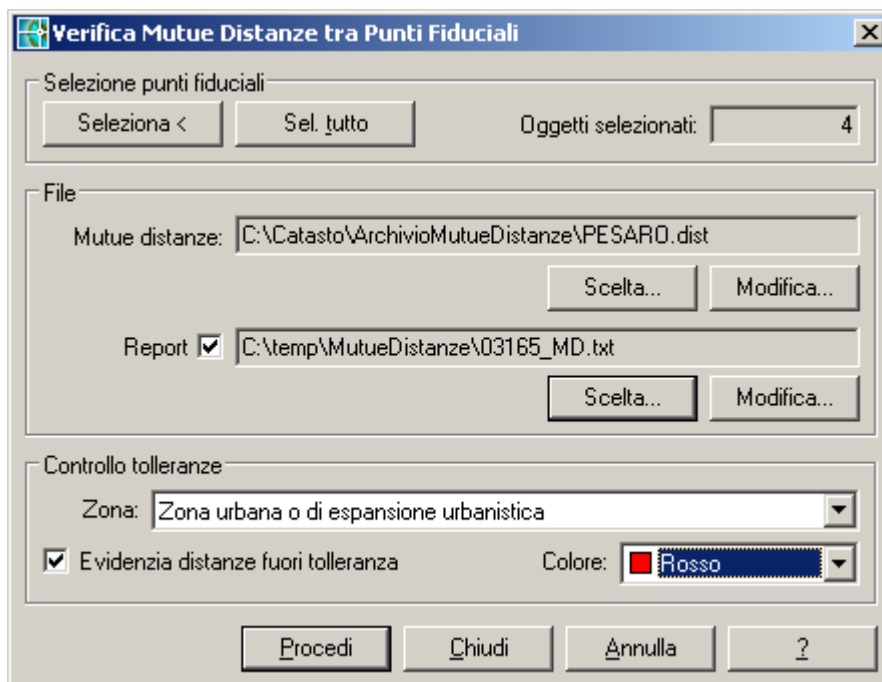 Verifica Mutue Distanze tra Punti Fiduciali
Selezione punti fiduciali
Seleziona < Sel. tutto Oggetti selezionati: 4
File
Mutue distanze: C:\Catasto\ArchivioMutueDistanze\PESARO.dist
Scelta... Modifica...
Report C:\temp\MutueDistanze\03165_MD.txt
Scelta... Modifica...
Controllo tolleranze
Zona: Zona urbana o di espansione urbanistica
Evidenzia distanze fuori tolleranza Colore: Rosso
Procedi Chiudi Annulla ?